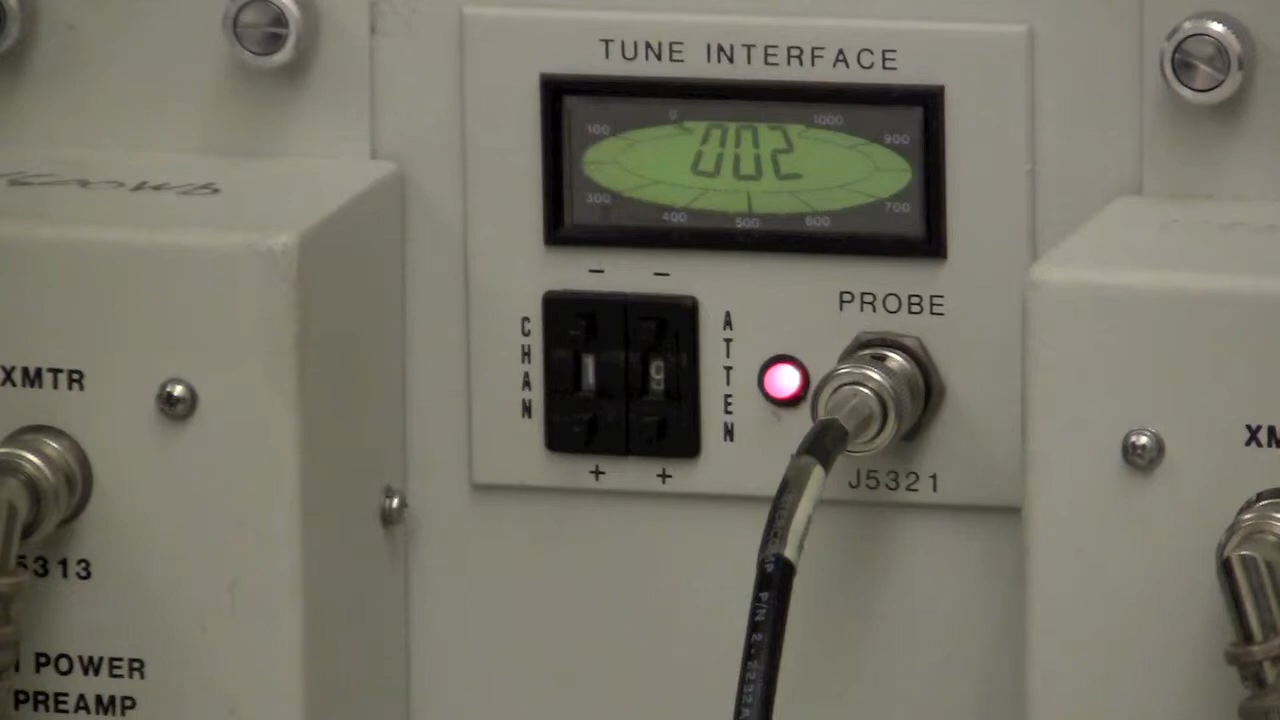 TUNE INTERFACE
0 1000
100 900
002
300 700
400 500 600
- -
PROBE
CHAN
1 9
ATTEN
+ +
J5321
XMTR
5313
POWER
PREAMP
XM
P/N